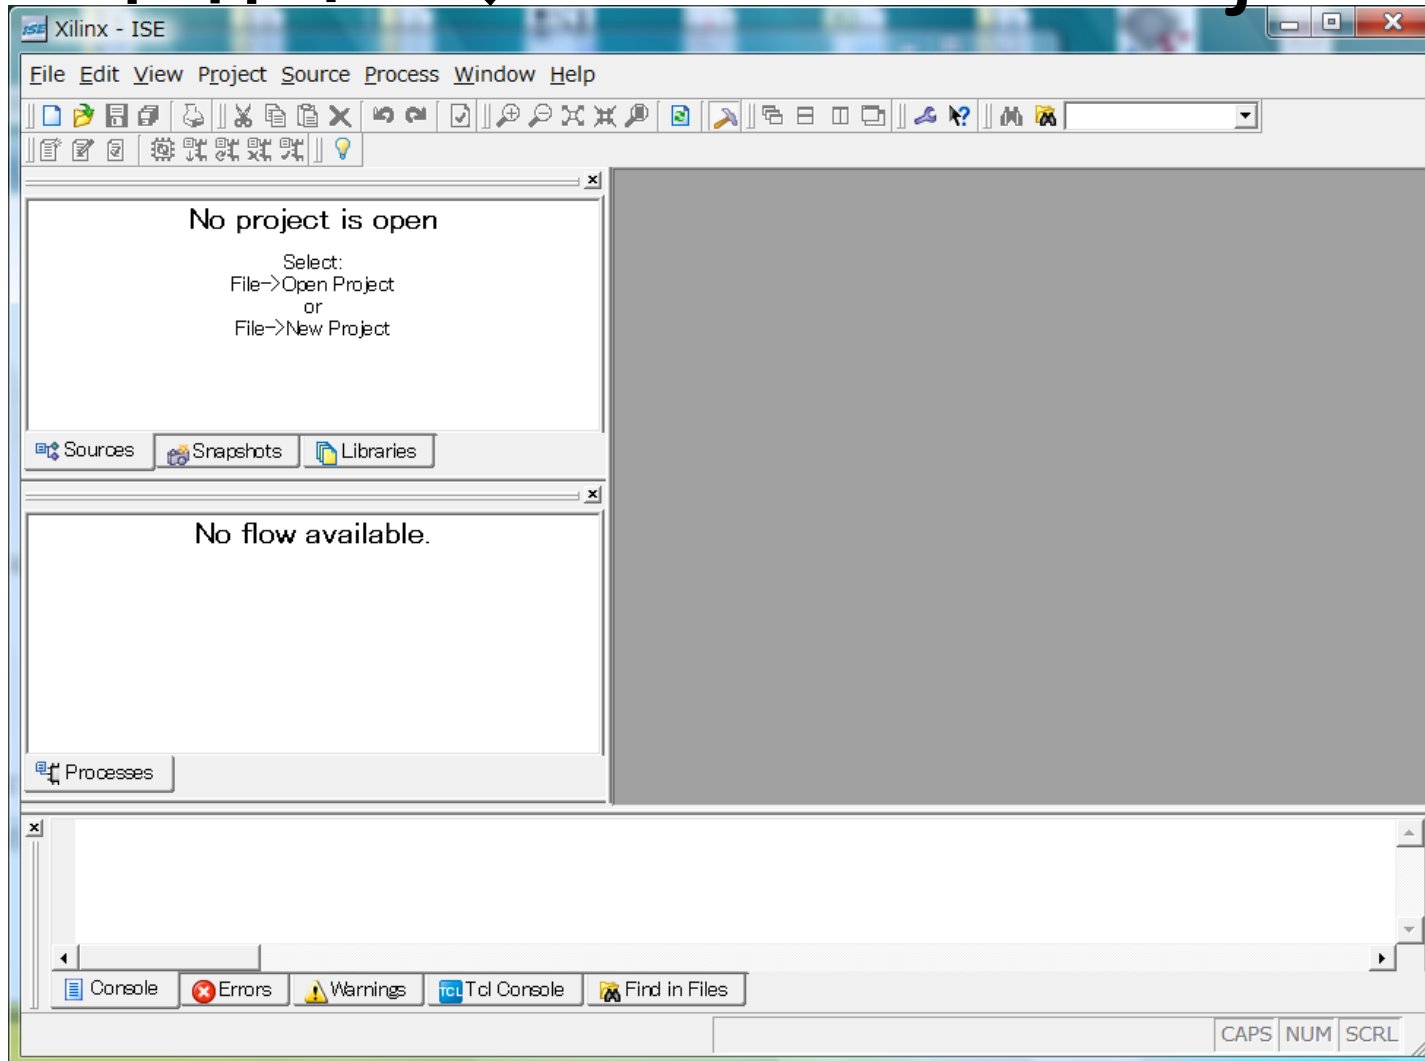 ISE Xilinx - ISE
File Edit View Project Source Process Window Help
No project is open
Select:
File->Open Project
or
File->New Project
Sources Snapshots Libraries
No flow available.
Processes
Console Errors Warnings TCL Tcl Console Find in Files
CAPS NUM SCRL